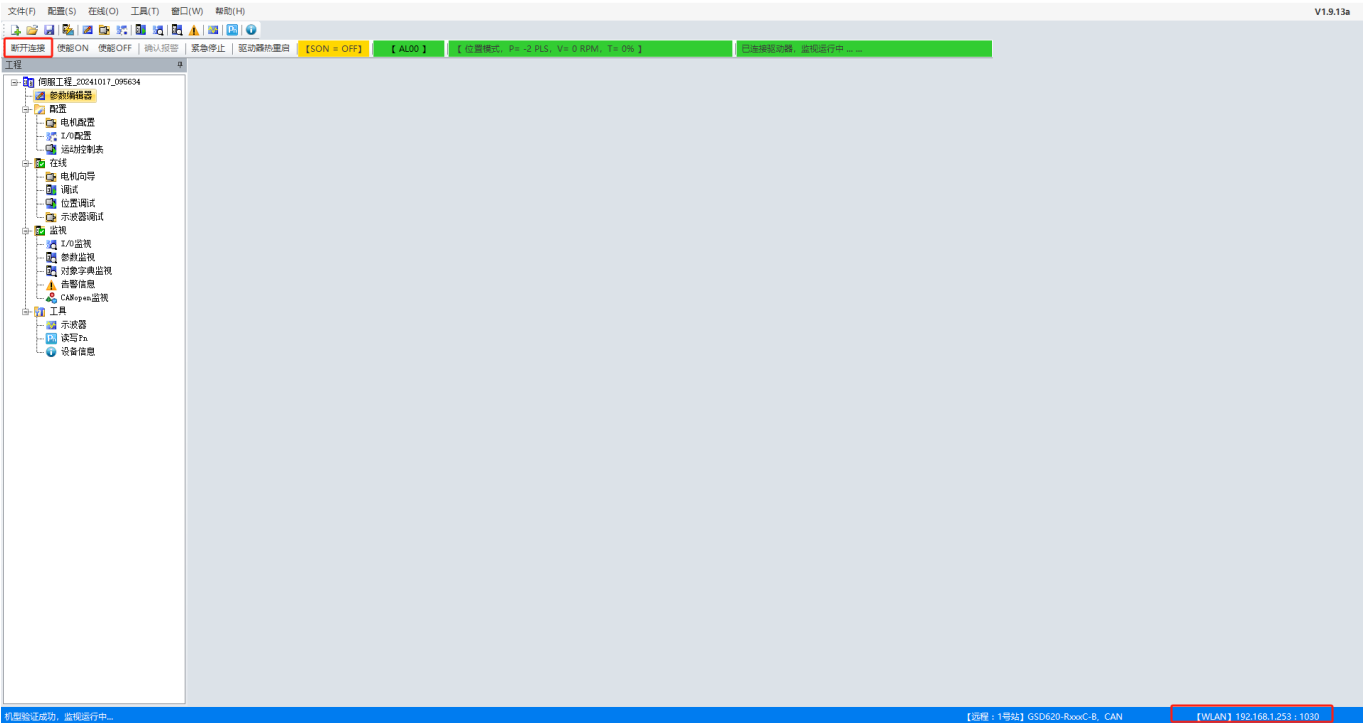 文件(F) 配置(S) 在线(O) 工具(T) 窗口(W) 帮助(H) V1.9.13a
断开连接 使能ON 使能OFF 确认报警 紧急停止 驱动器热重启 【SON = OFF】 【 AL00 】 【 位置模式，P= -2 PLS，V= 0 RPM，T= 0% 】 已连接驱动器，监视运行中 ... ...
工程
伺服工程_20241017_095634
参数编辑器
配置
电机配置
I/O配置
运动控制表
在线
电机向导
调试
位置调试
示波器调试
监视
I/O监视
参数监视
对象字典监视
告警信息
CANopen监视
工具
示波器
读写Pn
设备信息
机型验证成功，监视运行中... 【远程：1号站】GSD620-RxxxC-B，CAN 【WLAN】192.168.1.253 : 1030